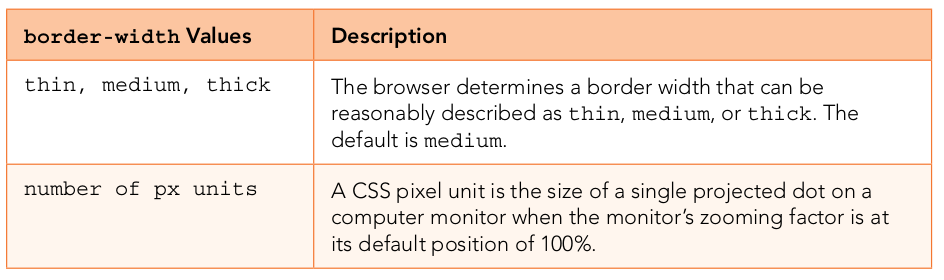 border-width Values
Description
thin, medium, thick
The browser determines a border width that can be
reasonably described as thin, medium, or thick. The
default is medium.
number of px units
A CSS pixel unit is the size of a single projected dot on a
computer monitor when the monitor’s zooming factor is at
its default position of 100%.